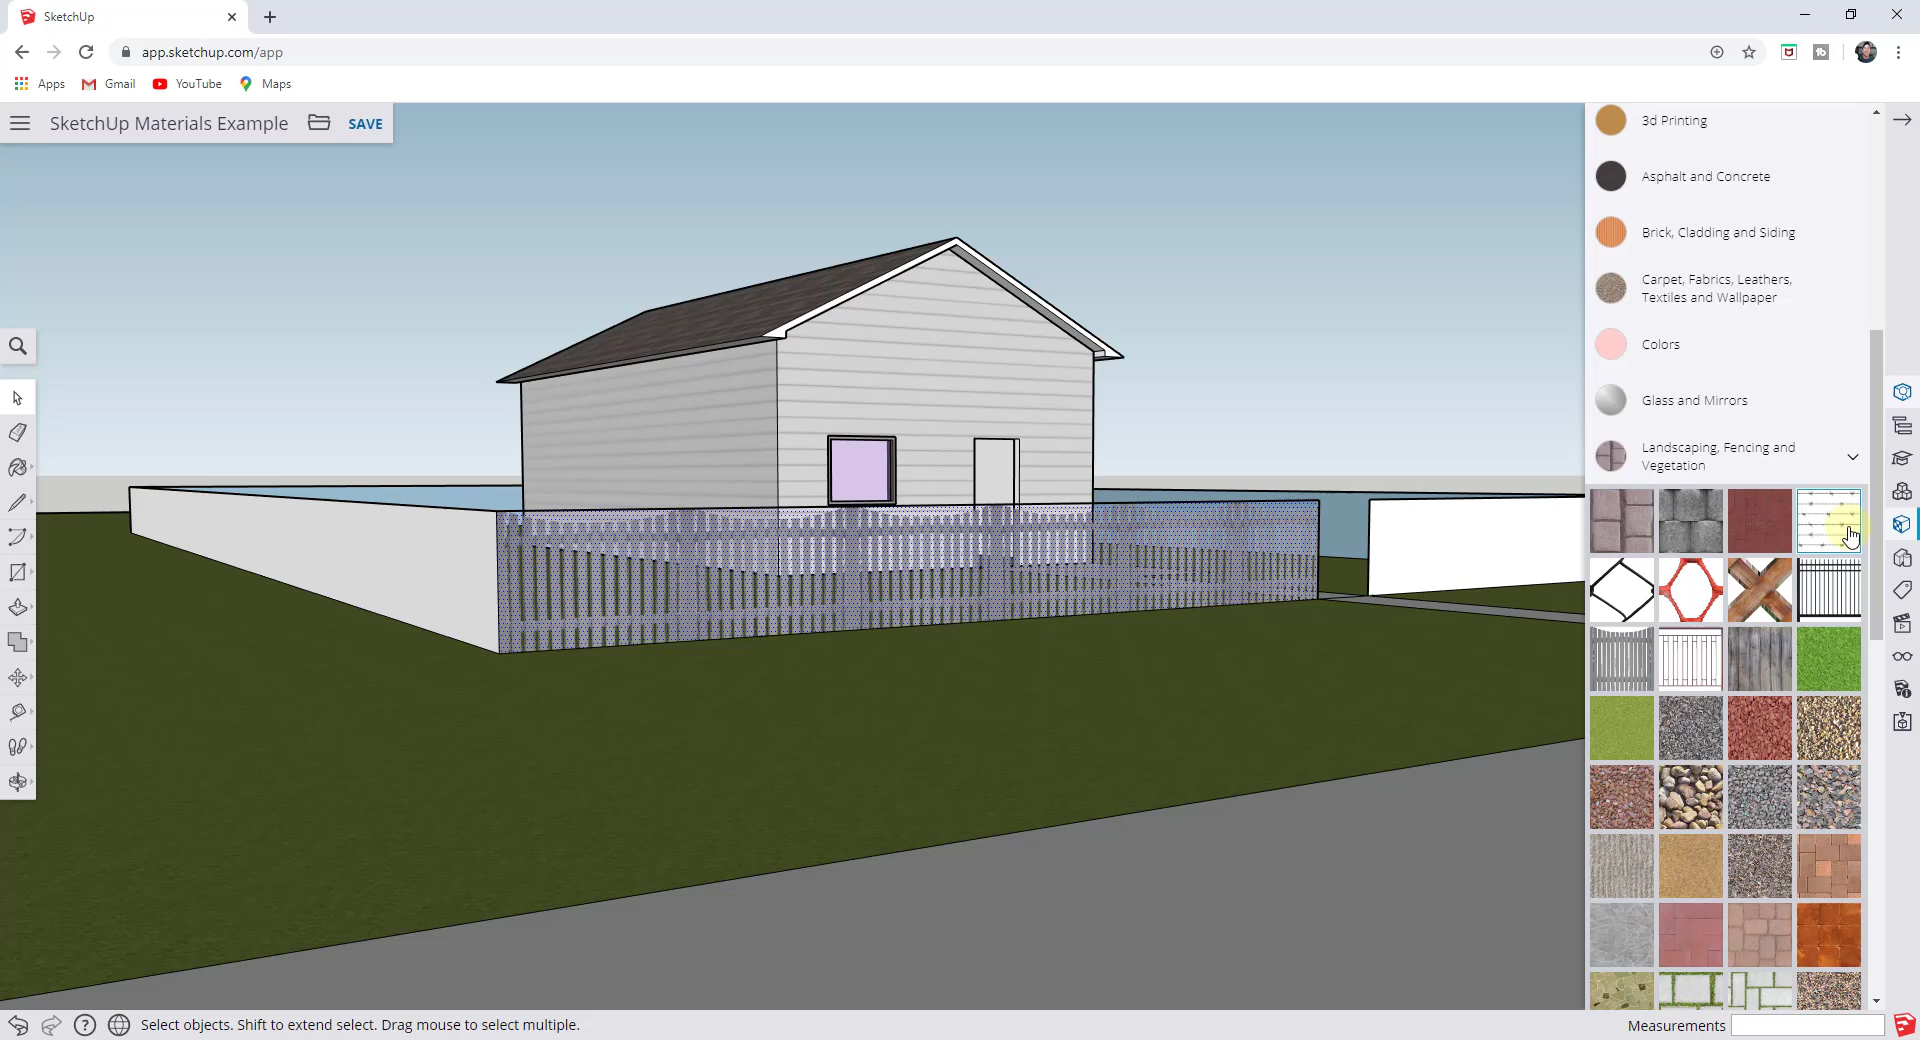 SketchUp
app.sketchup.com/app
Apps
Gmail
YouTube
Maps
SketchUp Materials Example
SAVE
3d Printing
Asphalt and Concrete
Brick, Cladding and Siding
Carpet, Fabrics, Leathers,
Textiles and Wallpaper
Colors
Glass and Mirrors
Landscaping, Fencing and
Vegetation
Select objects. Shift to extend select. Drag mouse to select multiple.
Measurements